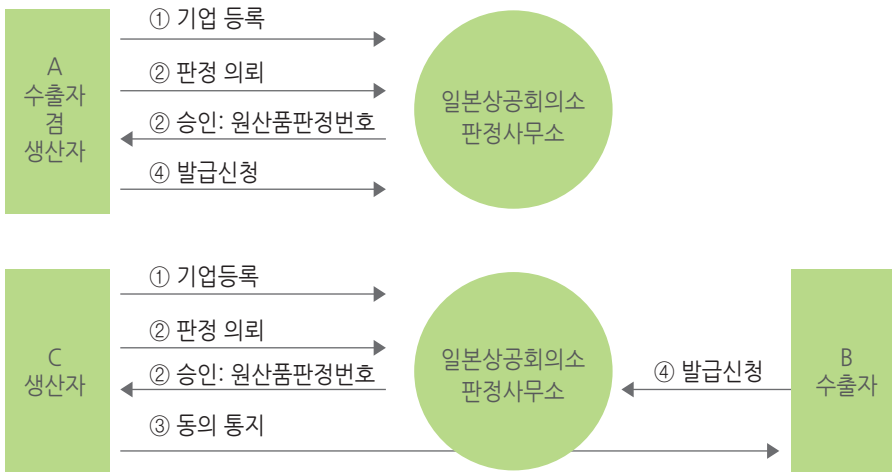 A
수출자
겸
생산자
① 기업 등록
② 판정 의뢰
② 승인: 원산품판정번호
④ 발급신청
일본상공회의소
판정사무소
C
생산자
① 기업등록
② 판정 의뢰
② 승인: 원산품판정번호
③ 동의 통지
일본상공회의소
판정사무소
④ 발급신청
B
수출자